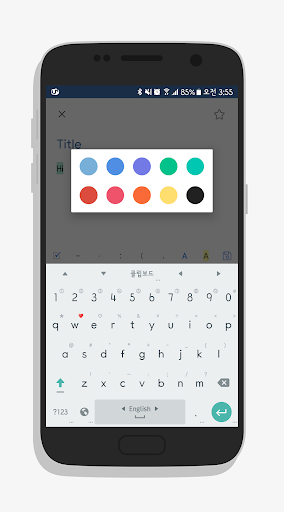 85% 오전 3:55
Title
Hi
A A
클립보드
1 2 3 4 5 6 7 8 9 0
q w e r t y u i o p
a s d f g h j k l
z x c v b n m
?123 English .